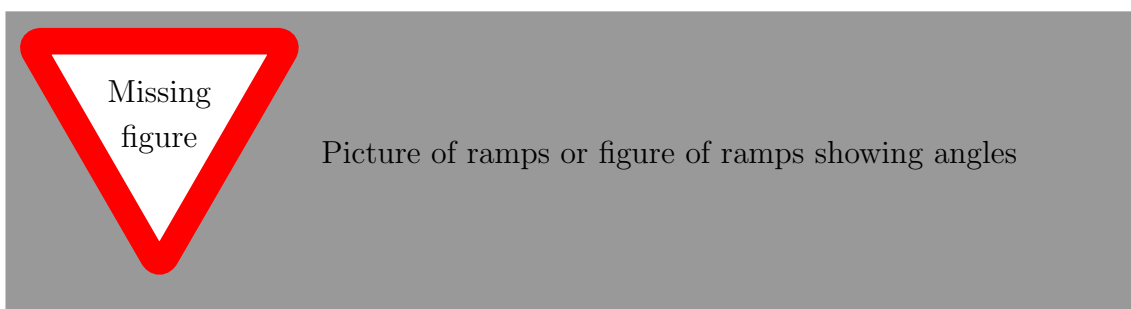 Missing
figure
Picture of ramps or figure of ramps showing angles